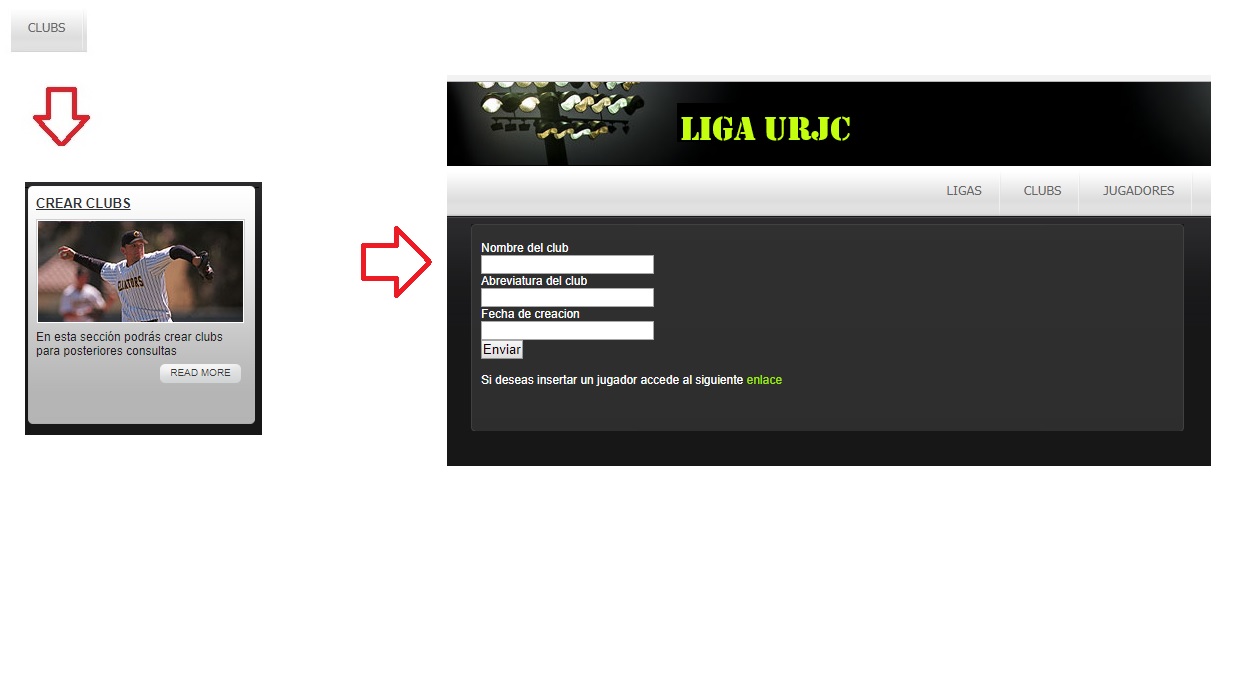 CLUBS
CREAR CLUBS
GLADIATORS
En esta sección podrás crear clubs
para posteriores consultas
READ MORE
LIGA URJC
LIGAS CLUBS JUGADORES
Nombre del club
Abreviatura del club
Fecha de creacion
Enviar
Si deseas insertar un jugador accede al siguiente enlace